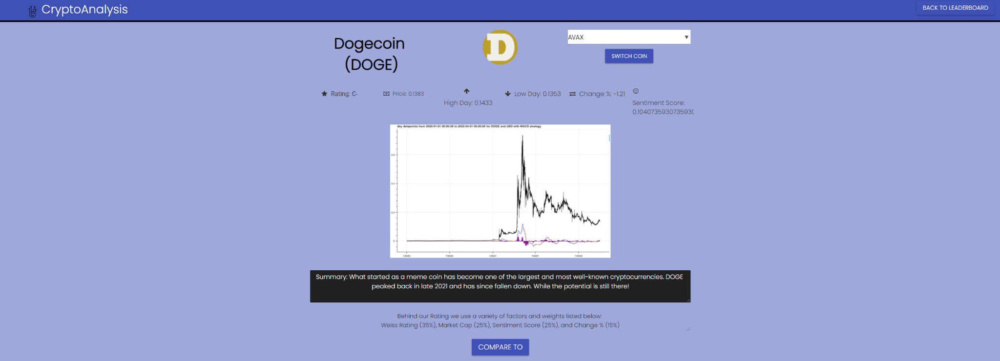 CryptoAnalysis
BACK TO LEADERBOARD
Dogecoin
(DOGE)
D
AVAX
SWITCH COIN
Rating: C-
Price: 0.1383
High Day: 0.1433
Low Day: 0.1353
Change %: -1.21
Sentiment Score:
0.104073593073593
day datapoints from 2020-01-01 00:00:00 to 2022-04-01 00:00:00 for DOGE and USD with MACD strategy
0.6
0.4
0.2
0
1/2020
7/2020
1/2021
7/2021
1/2022
Summary: What started as a meme coin has become one of the largest and most well-known cryptocurrencies. DOGE
peaked back in late 2021 and has since fallen down. While the potential is still there!
Behind our Rating we use a variety of factors and weights listed below:
Weiss Rating (35%), Market Cap (25%), Sentiment Score (25%), and Change % (15%)
COMPARE TO